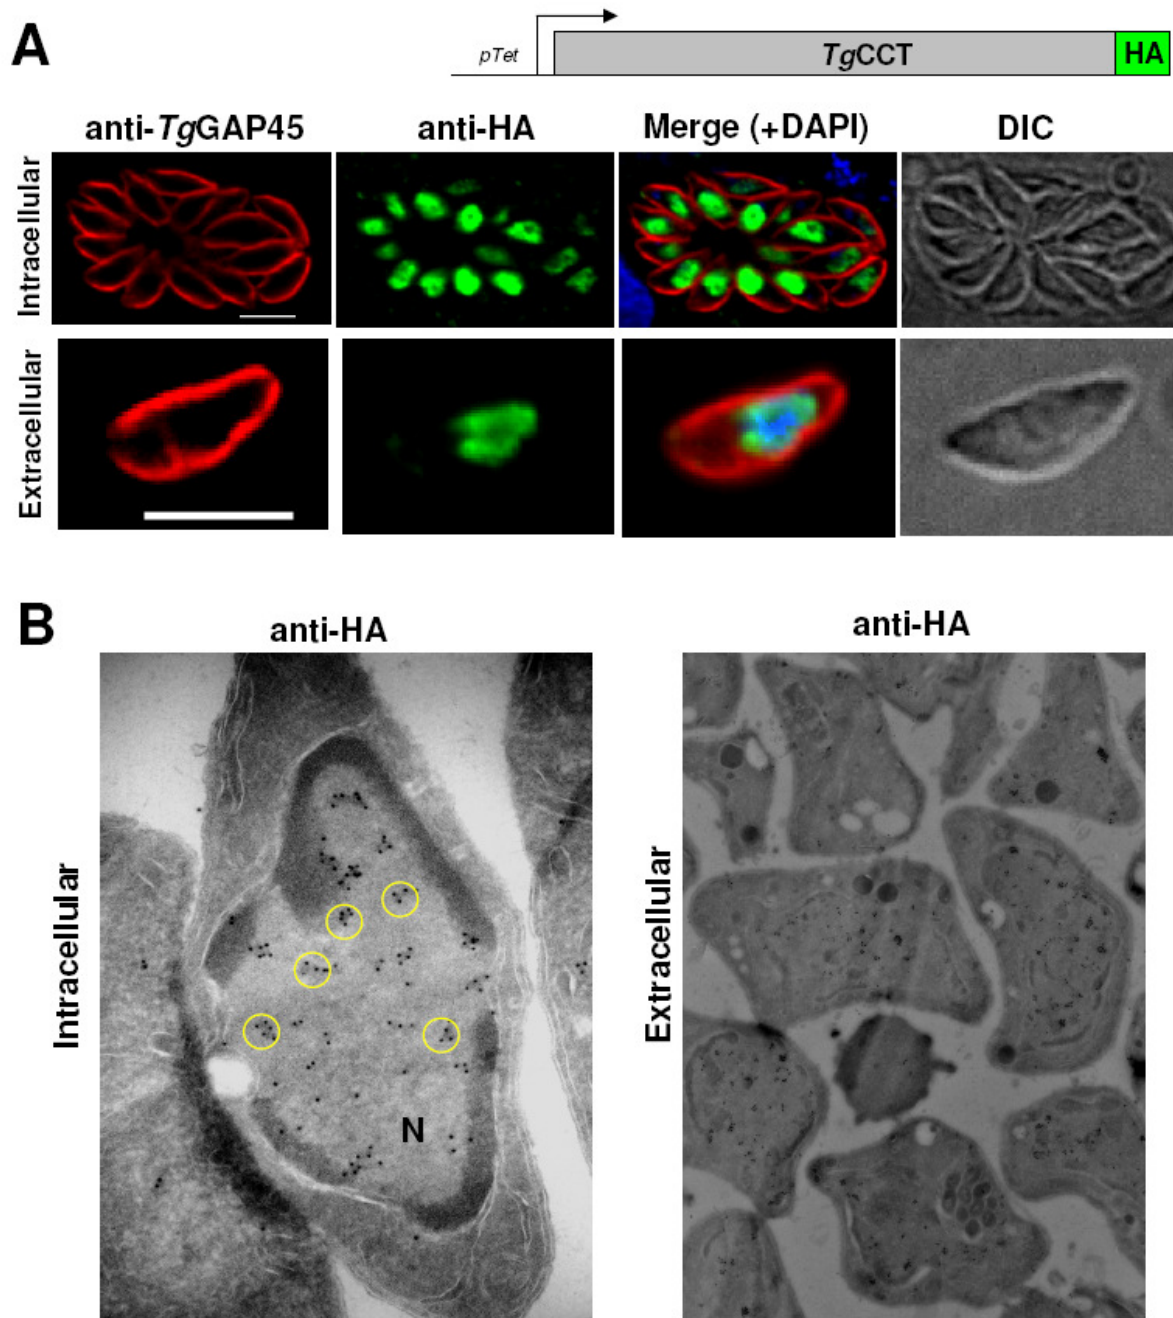 A
pTet
TgCCT
HA
anti-TgGAP45
anti-HA
Merge (+DAPI)
DIC
Intracellular
Extracellular
B
anti-HA
anti-HA
Intracellular
N
Extracellular